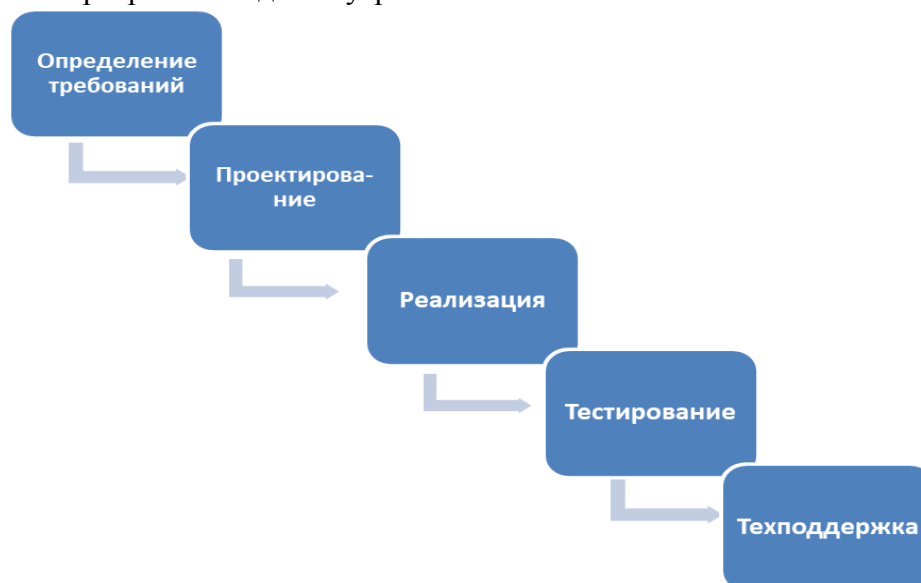 Определение
требований
Проектирова-
ние
Реализация
Тестирование
Техподдержка